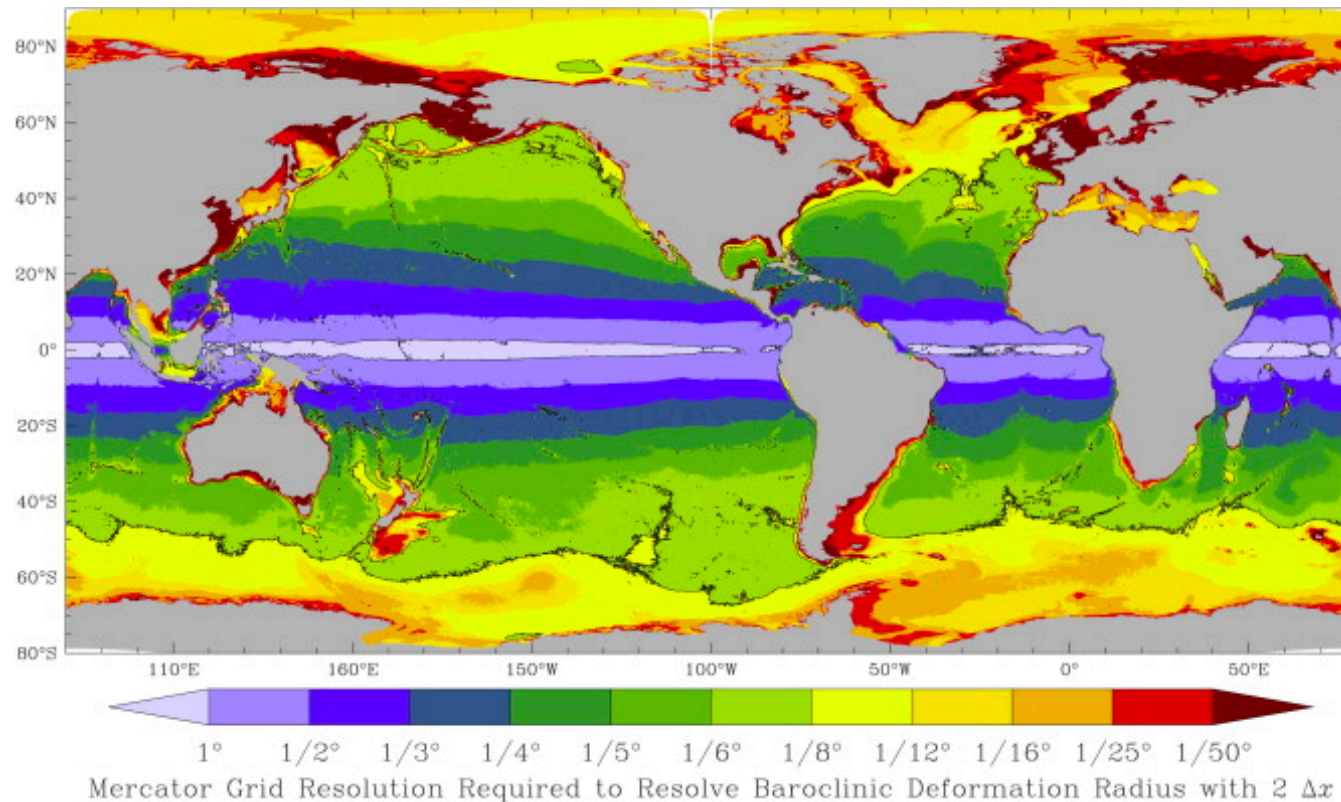 80°N
60°N
40°N
20°N
0°
20°S
40°S
60°S
80°S
110°E 160°E 150°W 100°W 50°W 0° 50°E
1° 1/2° 1/3° 1/4° 1/5° 1/6° 1/8° 1/12° 1/16° 1/25° 1/50°
Mercator Grid Resolution Required to Resolve Baroclinic Deformation Radius with 2 Δx